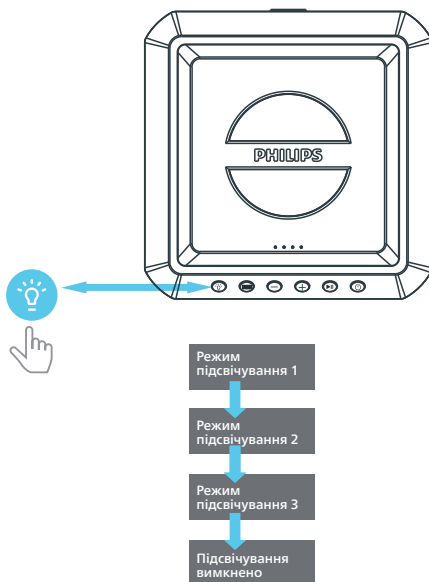 PHILIPS
Режим
підсвічування 1
Режим
підсвічування 2
Режим
підсвічування 3
Підсвічування
вимкнено